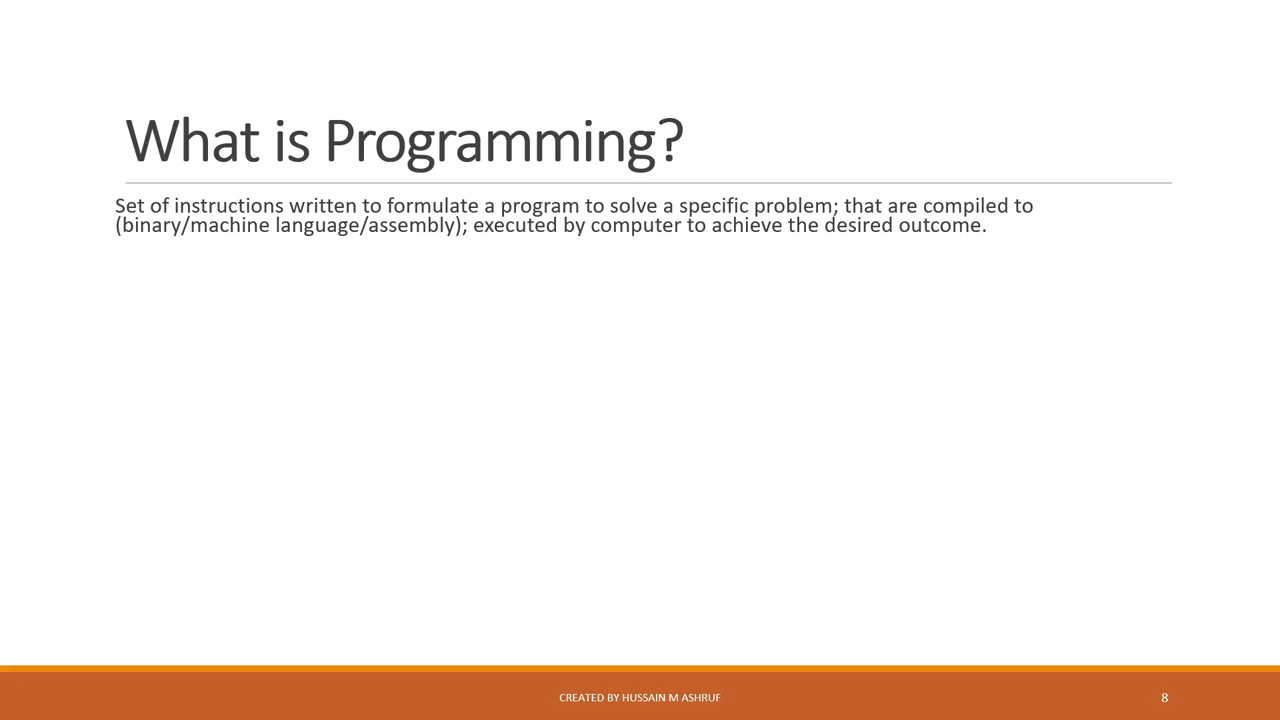 What is Programming?
Set of instructions written to formulate a program to solve a specific problem; that are compiled to
(binary/machine language/assembly); executed by computer to achieve the desired outcome.
CREATED BY HUSSAIN M ASHRUF
8